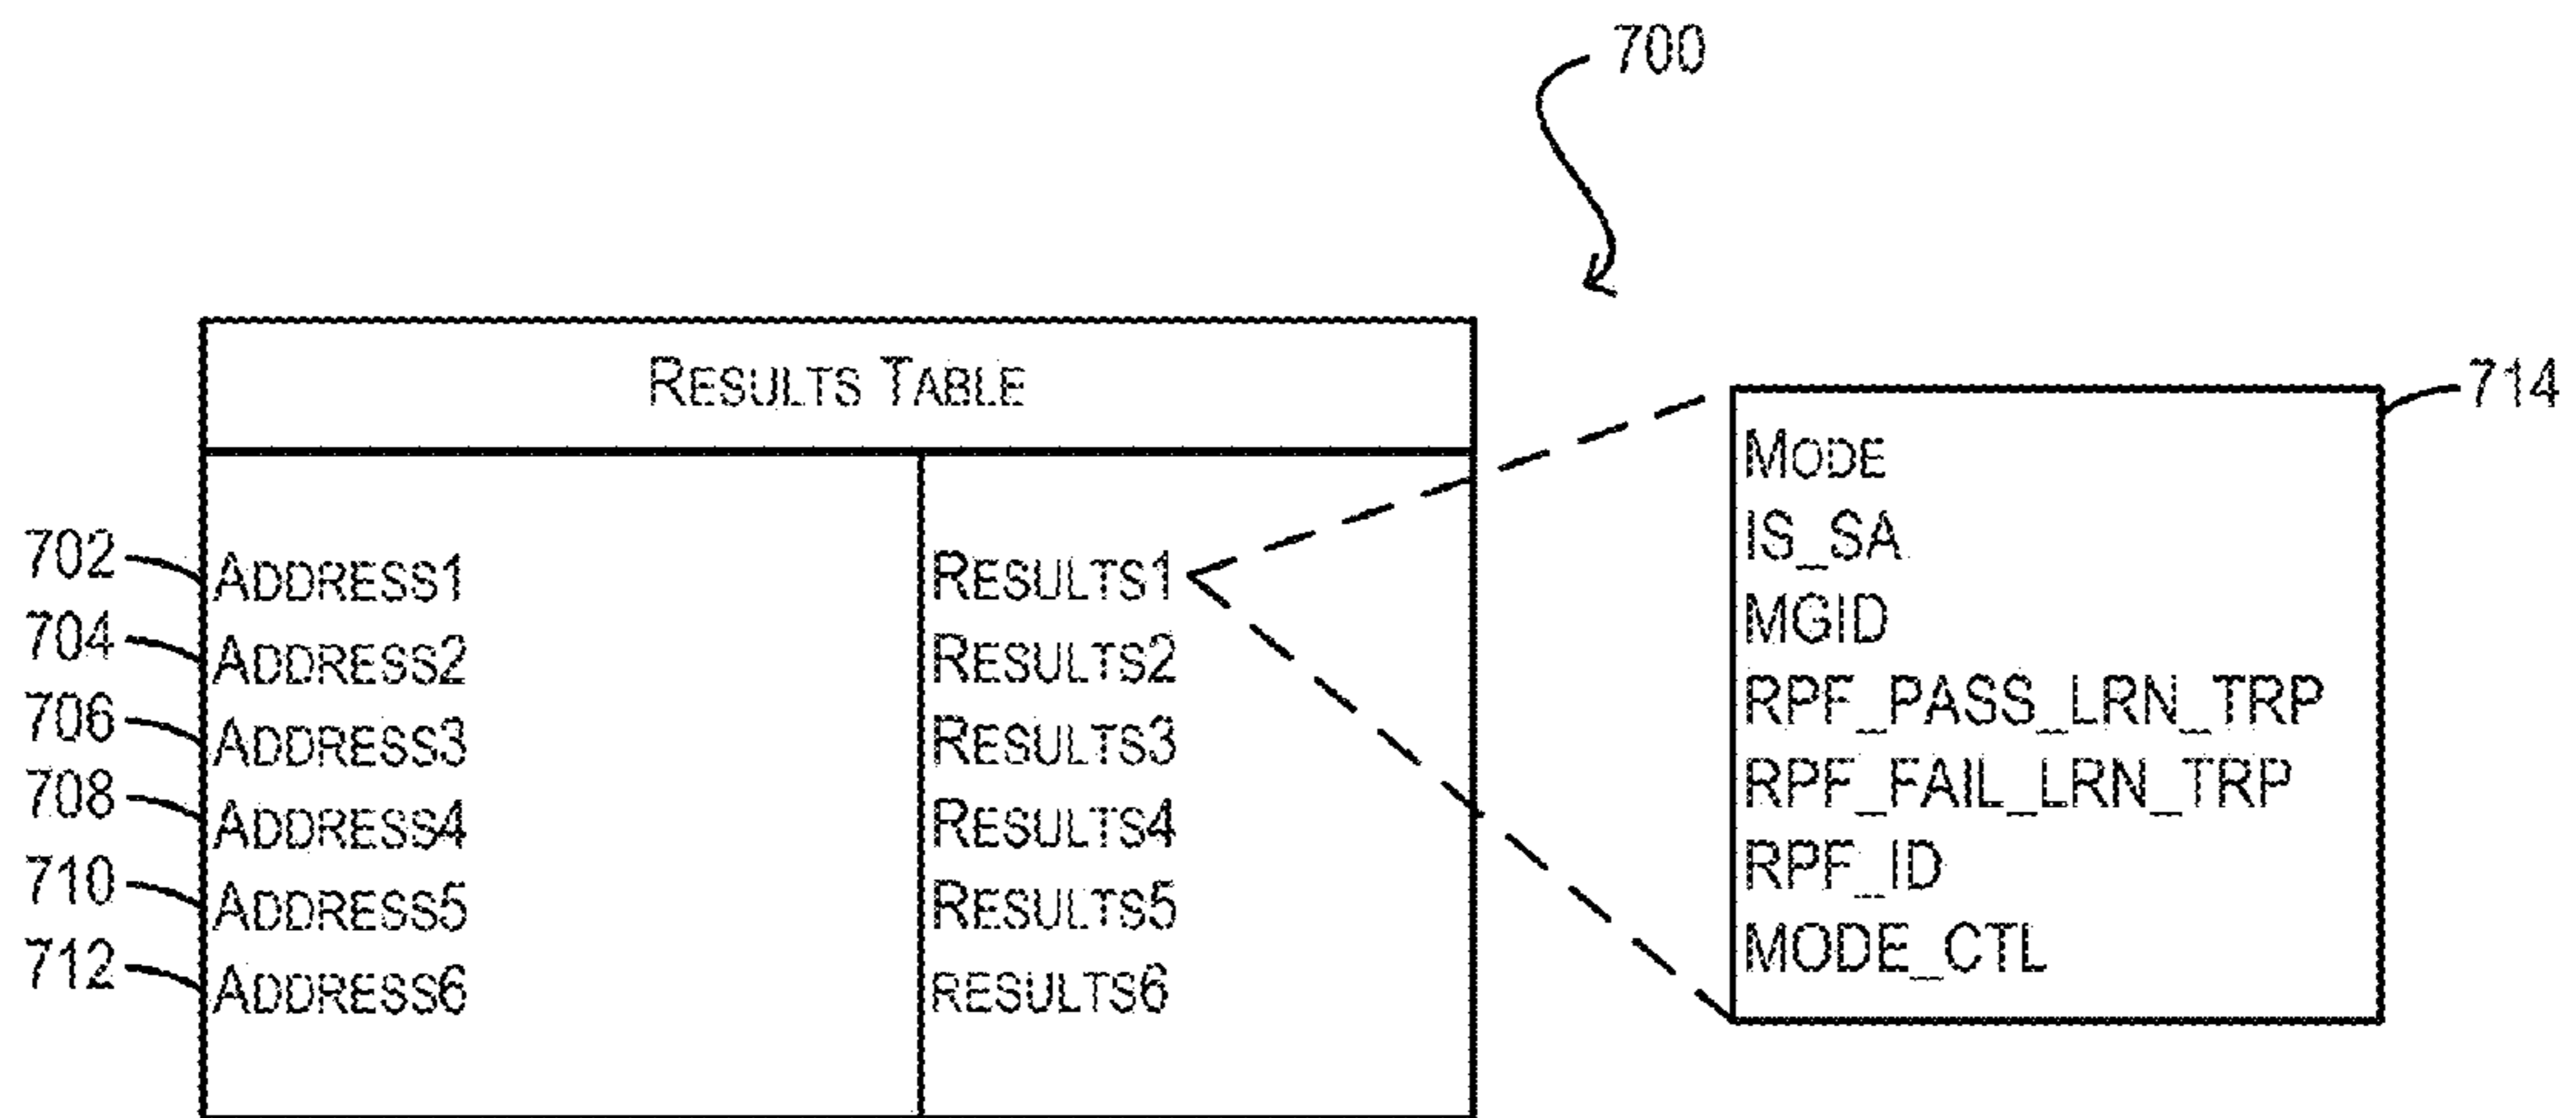 700
RESULTS TABLE
714
MODE
IS_SA
MGID
RPF_PASS_LRN_TRP
RPF_FAIL_LRN_TRP
RPF_ID
MODE_CTL
702 ADDRESS1 RESULTS1
704 ADDRESS2 RESULTS2
706 ADDRESS3 RESULTS3
708 ADDRESS4 RESULTS4
710 ADDRESS5 RESULTS5
712 ADDRESS6 RESULTS6